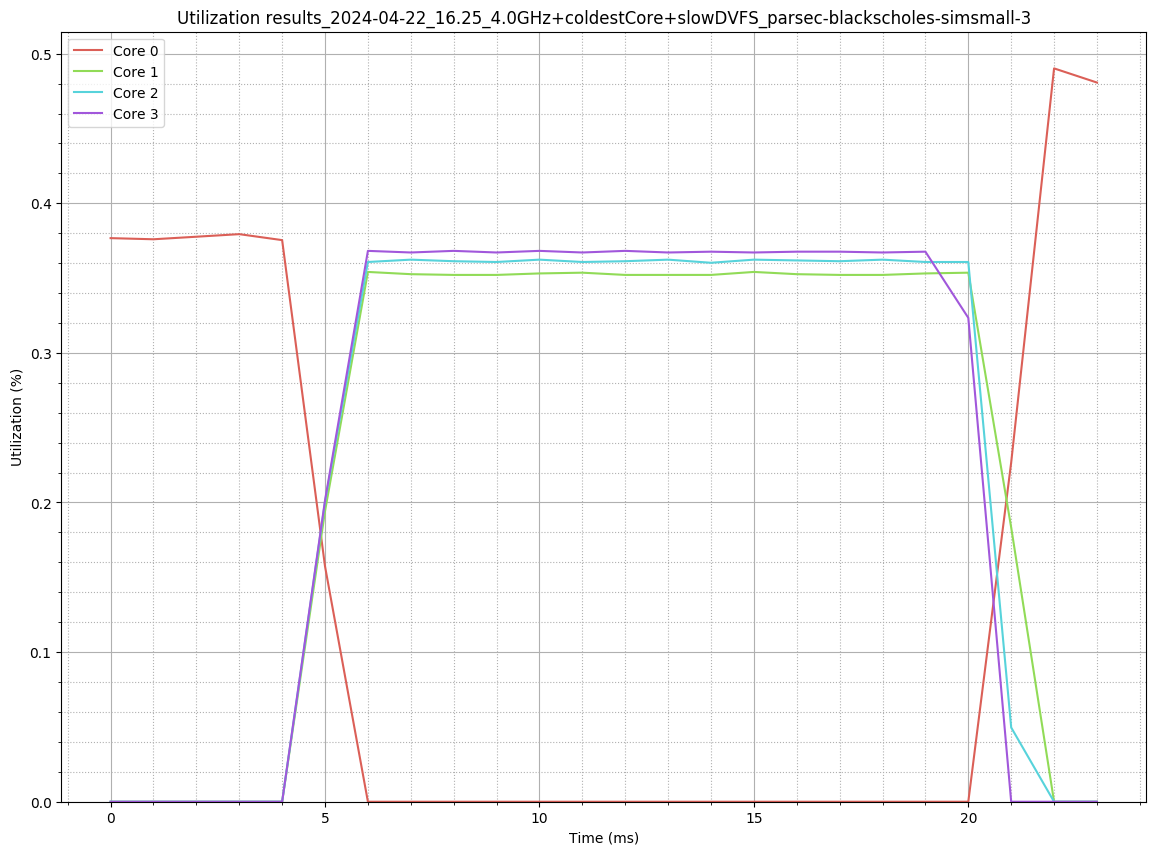 Utilization results_2024-04-22_16.25_4.0GHz+coldestCore+slowDVFS_parsec-blackscholes-simsmall-3
Core 0
Core 1
Core 2
Core 3
0.5
0.4
0.3
0.2
0.1
0.0
Utilization (%)
0 5 10 15 20
Time (ms)